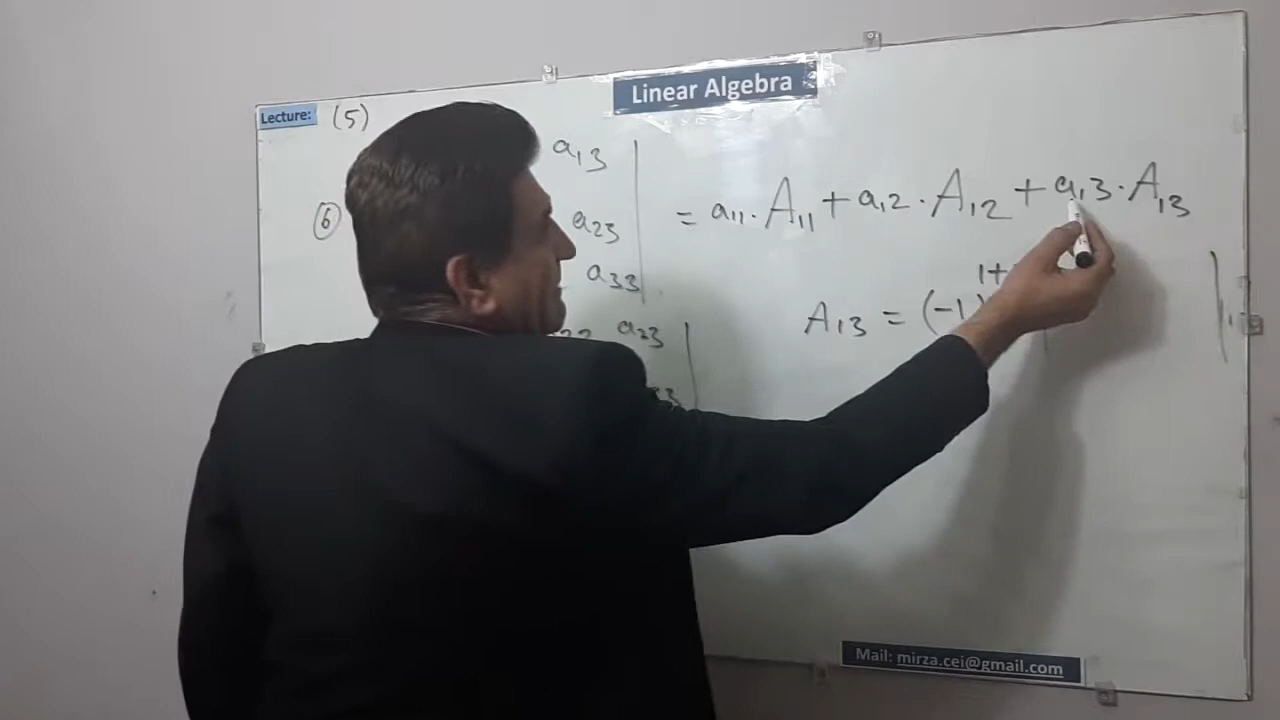 Linear Algebra
Lecture: (5)
a13
= a11 . A11 + a12 . A12 + a13 . A13
6
a23
a33
1+
A13 = (-1)
a23
Mail: mirza.cei@gmail.com